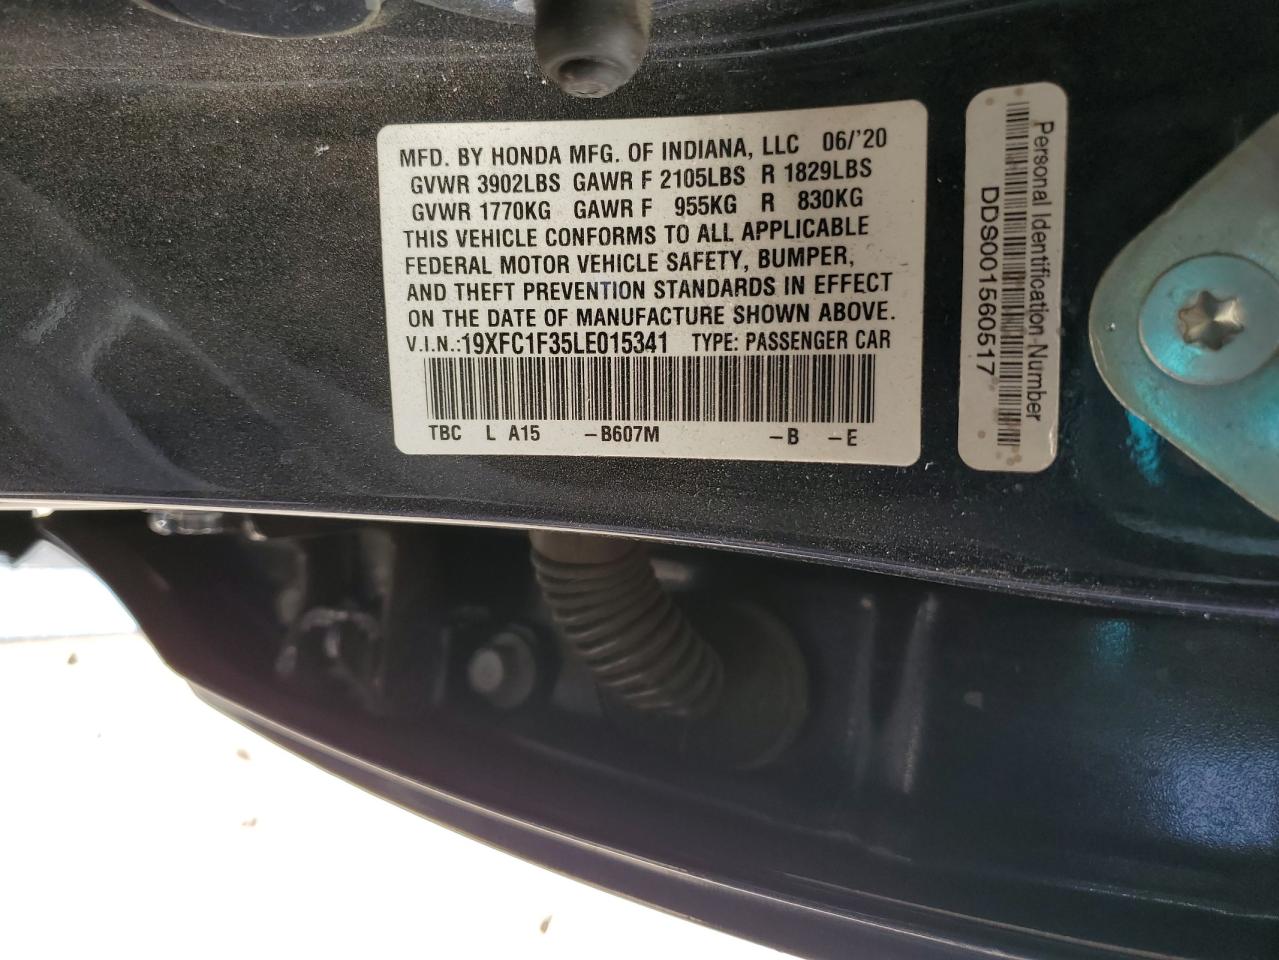 MFD. BY HONDA MFG. OF INDIANA, LLC 06/'20
GVWR 3902LBS GAWR F 2105LBS R 1829LBS
GVWR 1770KG GAWR F 955KG R 830KG
THIS VEHICLE CONFORMS TO ALL APPLICABLE
FEDERAL MOTOR VEHICLE SAFETY, BUMPER,
AND THEFT PREVENTION STANDARDS IN EFFECT
ON THE DATE OF MANUFACTURE SHOWN ABOVE.
V.I.N.:19XFC1F35LE015341 TYPE: PASSENGER CAR
TBC L A15 -B607M -B -E
Personal Identification Number
DDS001560517